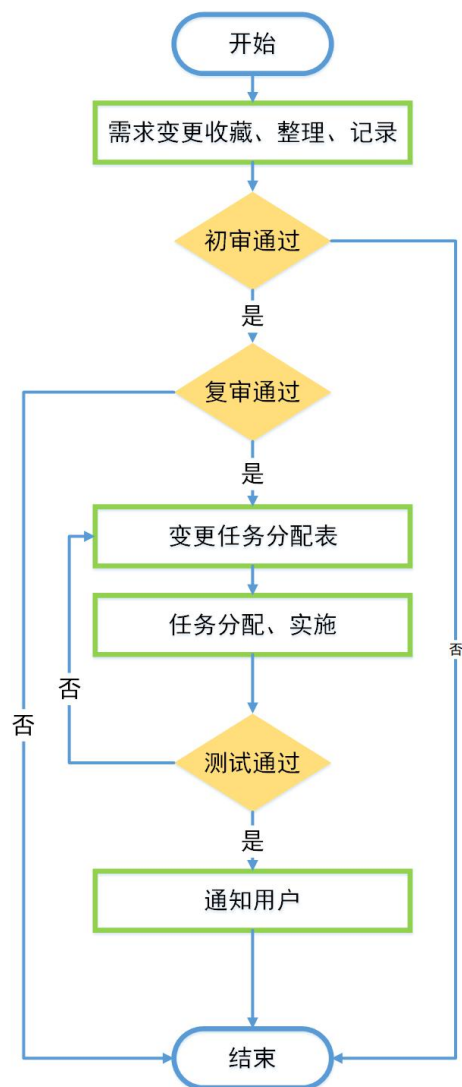 开始
需求变更收藏、整理、记录
初审通过
是
复审通过
是
变更任务分配表
任务分配、实施
否
否
否
测试通过
是
通知用户
结束